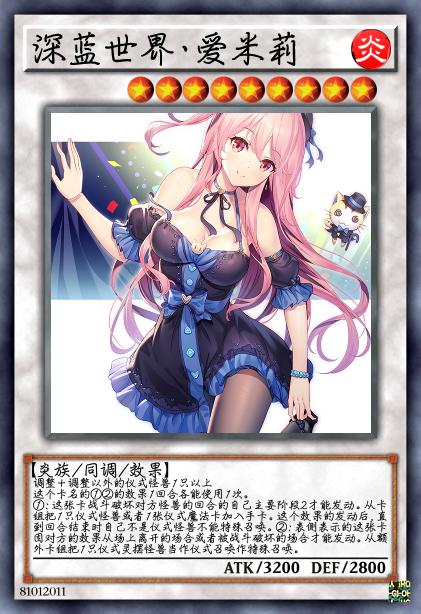 深蓝世界·爱米莉
炎
【炎族/同调/效果】
调整＋调整以外的仪式怪兽1只以上
这个卡名的①②的效果1回合各能使用1次。
①：这张卡战斗破坏对方怪兽的回合的自己主要阶段2才能发动。从卡
组把1只仪式怪兽或者1张仪式魔法卡加入手卡。这个效果的发动后，直
到回合结束时自己不是仪式怪兽不能特殊召唤。②：表侧表示的这张卡
因对方的效果从场上离开的场合或者被战斗破坏的场合才能发动。从额
外卡组把1只仪式灵摆怪兽当作仪式召唤作特殊召唤。
ATK/3200 DEF/2800
81012011